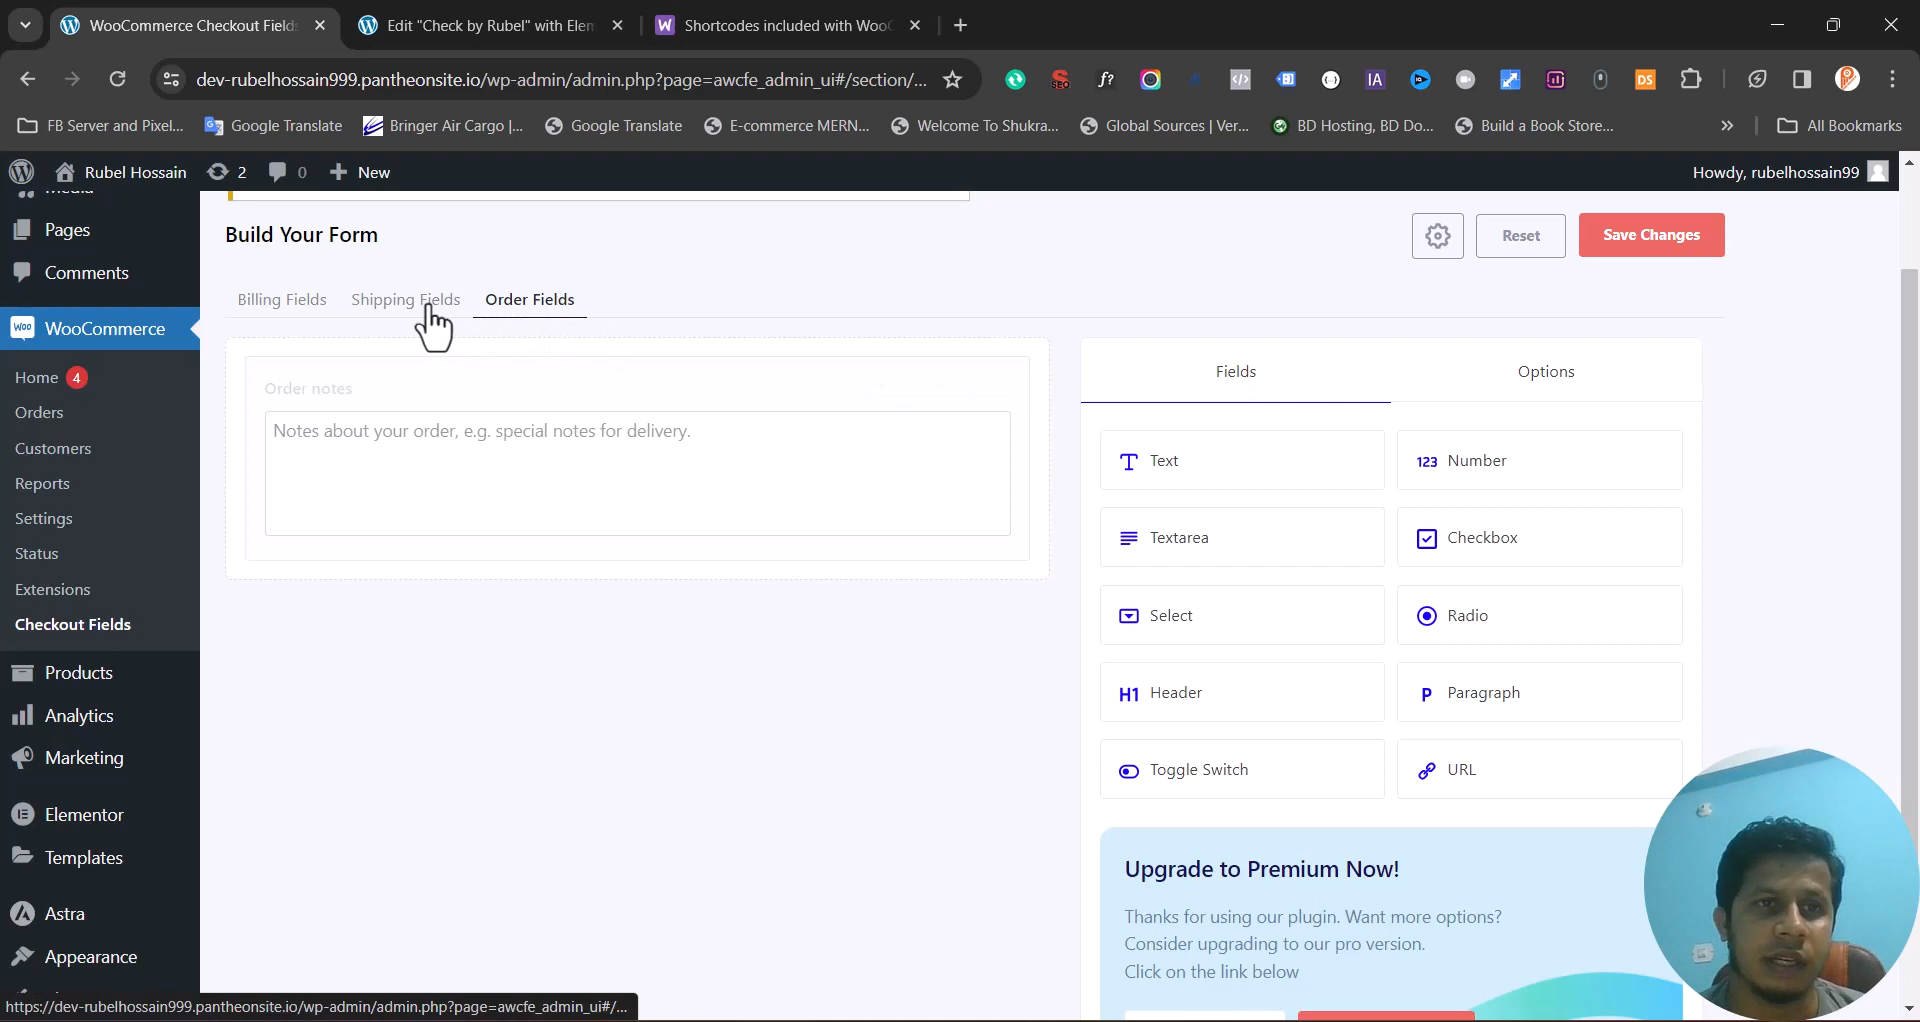 WooCommerce Checkout Fields
Edit "Check by Rubel" with Elem
W Shortcodes included with WooC
dev-rubelhossain999.pantheonsite.io/wp-admin/admin.php?page=awcfe_admin_ui#/section/...
SEO
f?
IA
DS
FB Server and Pixel...
Google Translate
Bringer Air Cargo |...
Google Translate
E-commerce MERN...
Welcome To Shukra...
Global Sources | Ver...
BD Hosting, BD Do...
Build a Book Store...
»
All Bookmarks
Rubel Hossain
2
0
New
Howdy, rubelhossain99
Media
Pages
Comments
Woo WooCommerce
Home 4
Orders
Customers
Reports
Settings
Status
Extensions
Checkout Fields
Products
Analytics
Marketing
Elementor
Templates
Astra
Appearance
Build Your Form
Reset
Save Changes
Billing Fields
Shipping Fields
Order Fields
Order notes
Notes about your order, e.g. special notes for delivery.
Fields
Options
Text
123 Number
Textarea
Checkbox
Select
Radio
H1 Header
P Paragraph
Toggle Switch
URL
Upgrade to Premium Now!
Thanks for using our plugin. Want more options?
Consider upgrading to our pro version.
Click on the link below
https://dev-rubelhossain999.pantheonsite.io/wp-admin/admin.php?page=awcfe_admin_ui#/...